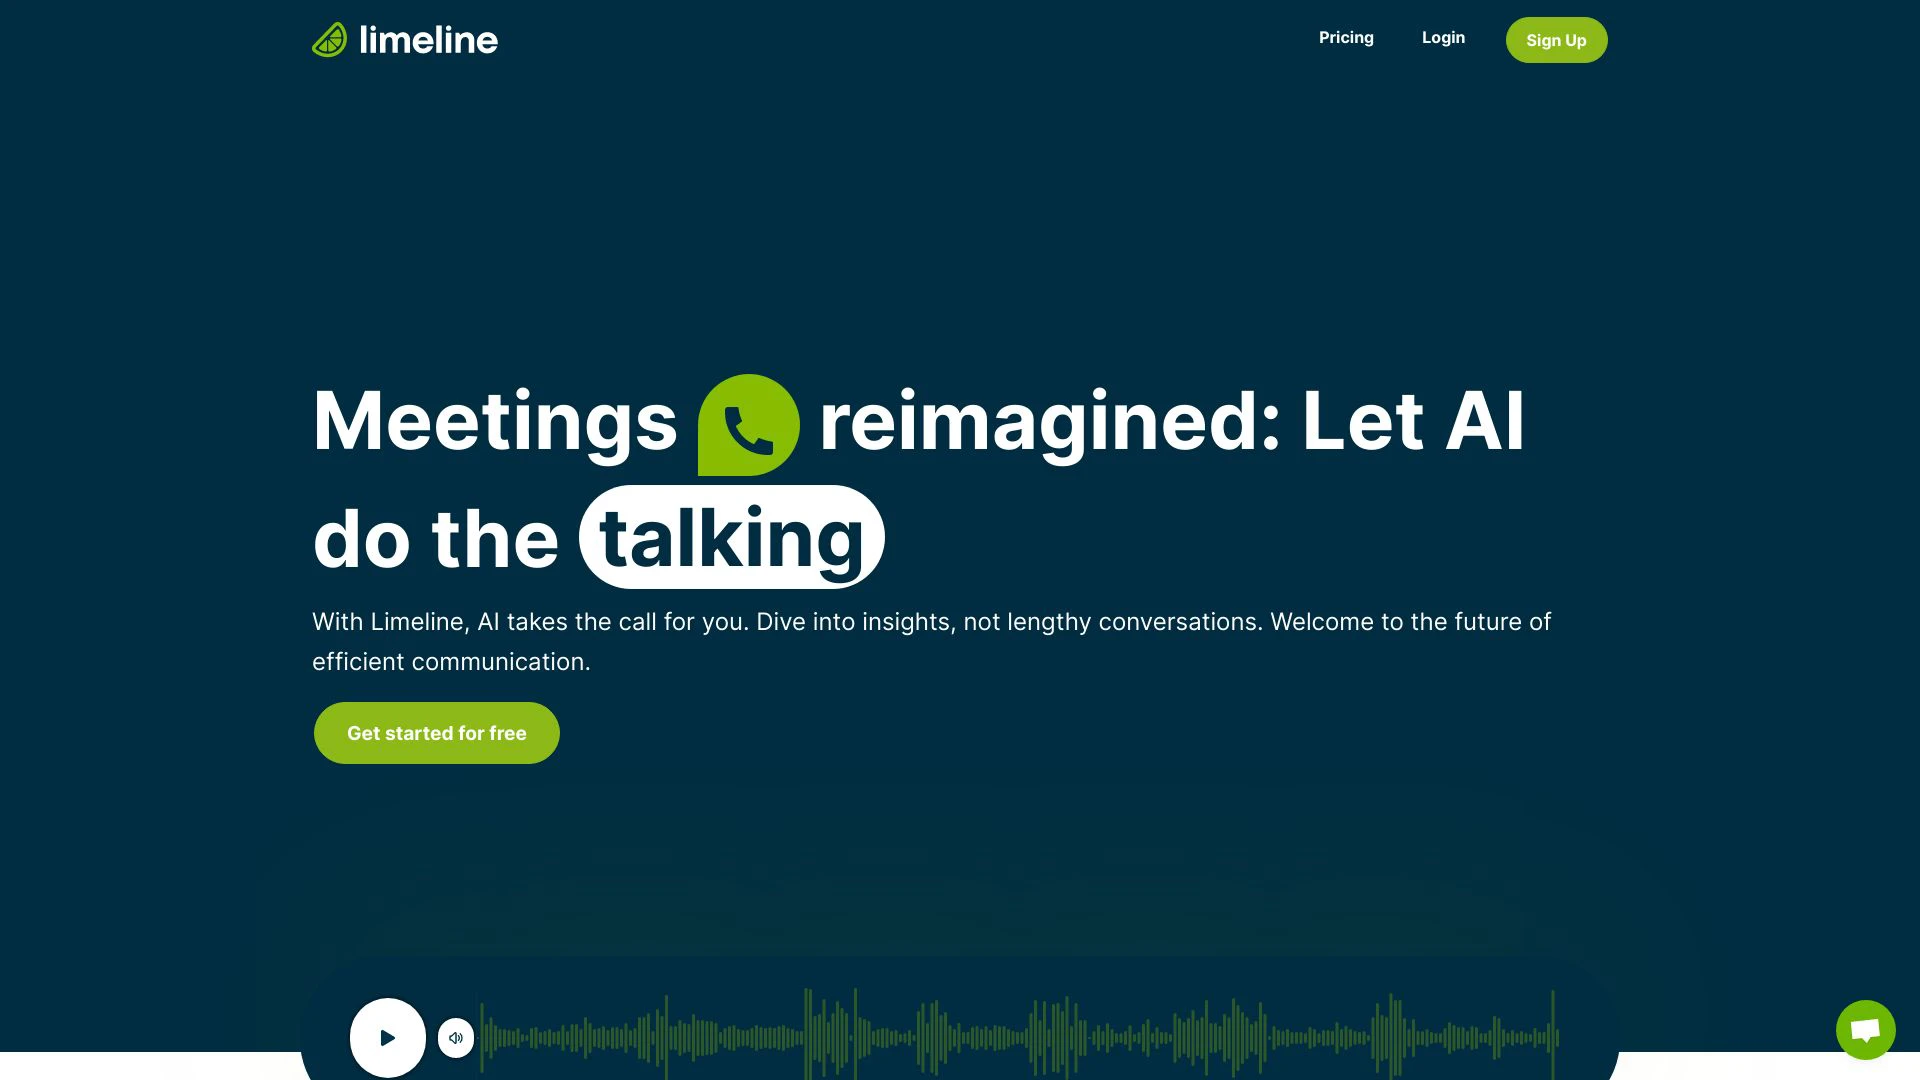 limeline
Pricing
Login
Sign Up
Meetings reimagined: Let AI
do the talking
With Limeline, AI takes the call for you. Dive into insights, not lengthy conversations. Welcome to the future of
efficient communication.
Get started for free